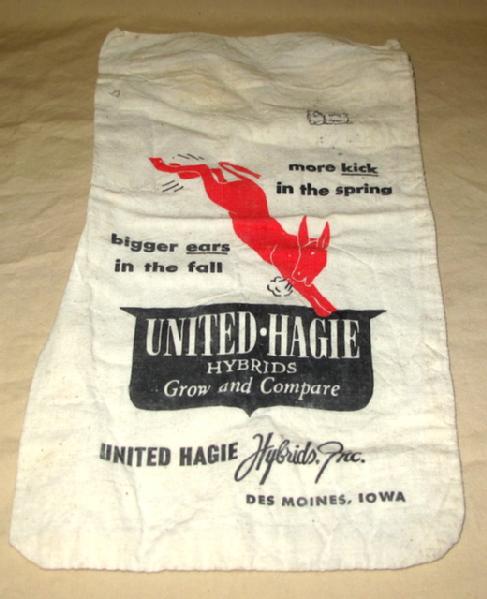 more kick
in the spring
bigger ears
in the fall
UNITED·HAGIE
HYBRIDS
Grow and Compare
UNITED HAGIE Hybrids, Inc.
DES MOINES, IOWA